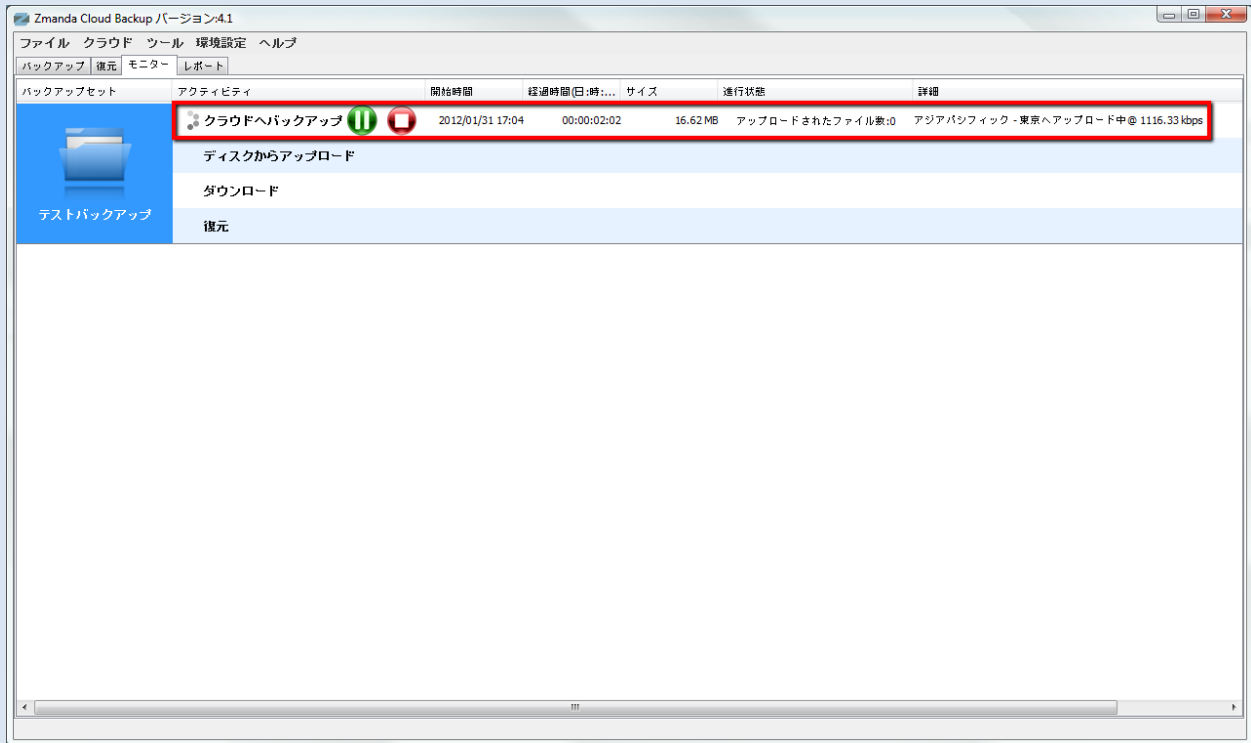 Zmanda Cloud Backup バージョン:4.1
ファイル クラウド ツール 環境設定 ヘルプ
バックアップ 復元 モニター レポート
バックアップセット アクティビティ 開始時間 経過時間(日:時:... サイズ 進行状態 詳細
クラウドへバックアップ 2012/01/31 17:04 00:00:02:02 16.62 MB アップロードされたファイル数:0 アジアパシフィック - 東京へアップロード中@ 1116.33 kbps
ディスクからアップロード
ダウンロード
テストバックアップ
復元